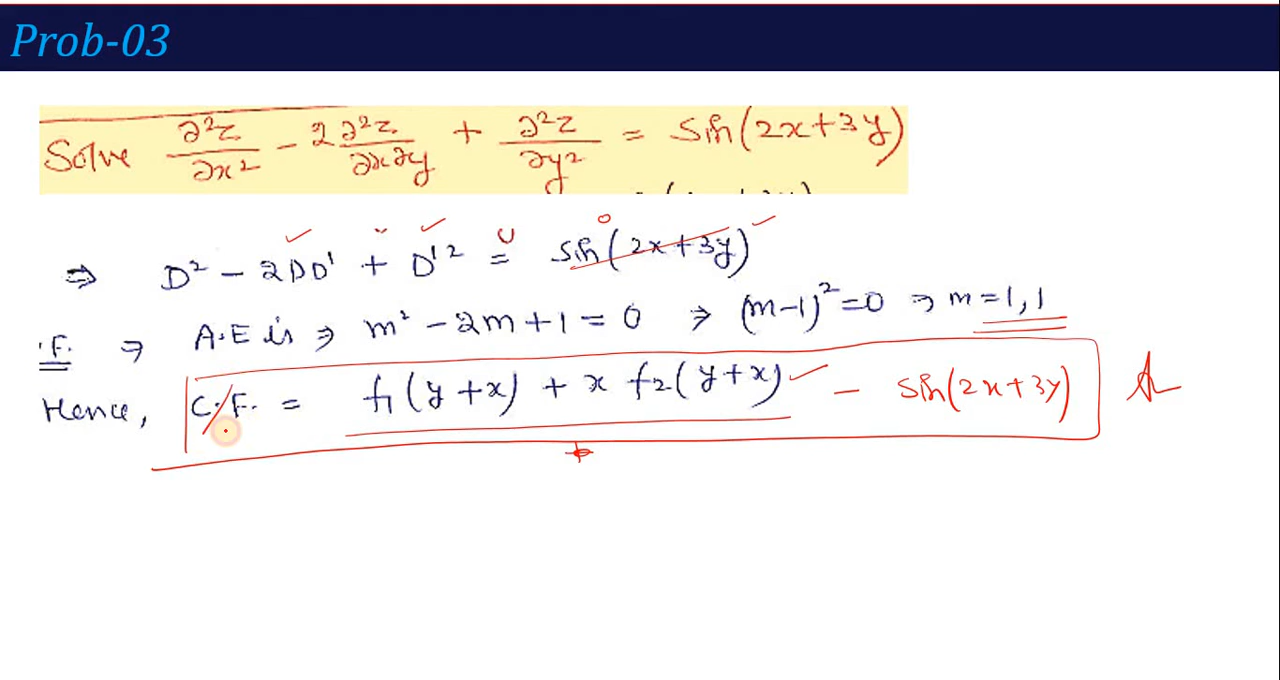 Prob-03
Solve ∂²z/∂x² - 2∂²z/∂x∂y + ∂²z/∂y² = Sin(2x+3y)
⇒ D² - 2DD' + D'² = Sin(2x+3y) 0
·F. ⇒ A.E is ⇒ m² - 2m + 1 = 0 ⇒ (m-1)² = 0 ⇒ m = 1, 1
Hence, C.F. = f₁(y+x) + x f₂(y+x) - Sin(2x+3y)